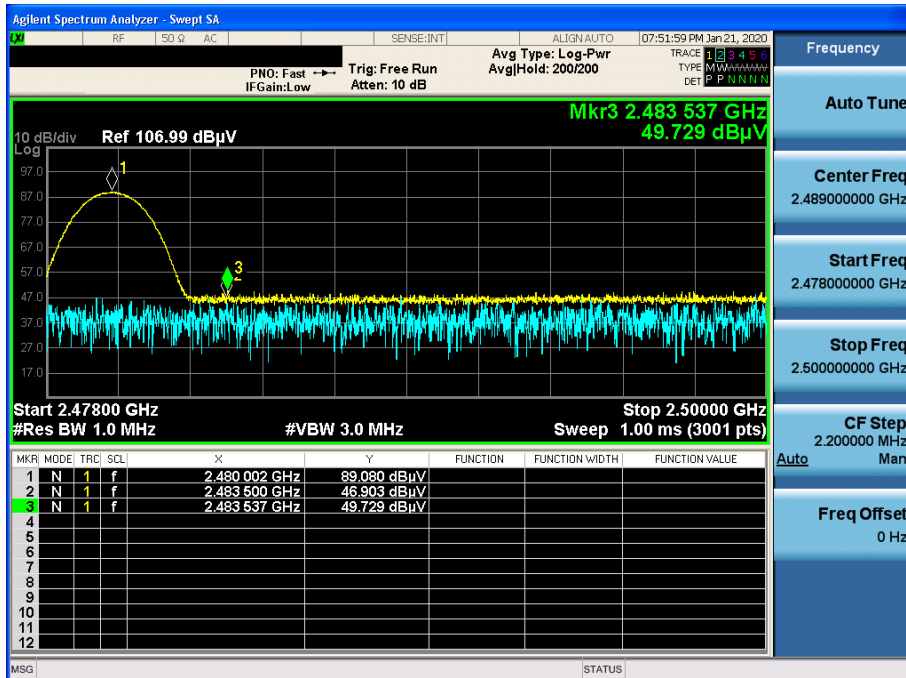 Agilent Spectrum Analyzer - Swept SA
LXI RF 50 Ω AC SENSE:INT ALIGN AUTO 07:51:59 PM Jan 21, 2020
PNO: Fast Trig: Free Run Avg Type: Log-Pwr TRACE 1 2 3 4 5 6
IFGain:Low Atten: 10 dB Avg|Hold: 200/200 TYPE MWWWWW
DET P P N N N N
Mkr3 2.483 537 GHz
49.729 dBµV
10 dB/div Ref 106.99 dBµV
Log
97.0
87.0
77.0
67.0
57.0
47.0
37.0
27.0
17.0
1
3
2
Start 2.47800 GHz Stop 2.50000 GHz
#Res BW 1.0 MHz #VBW 3.0 MHz Sweep 1.00 ms (3001 pts)
MKR MODE TRC SCL X Y FUNCTION FUNCTION WIDTH FUNCTION VALUE
1 N 1 f 2.480 002 GHz 89.080 dBµV
2 N 1 f 2.483 500 GHz 46.903 dBµV
3 N 1 f 2.483 537 GHz 49.729 dBµV
4
5
6
7
8
9
10
11
12
MSG STATUS
Frequency
Auto Tune
Center Freq
2.489000000 GHz
Start Freq
2.478000000 GHz
Stop Freq
2.500000000 GHz
CF Step
2.200000 MHz
Auto Man
Freq Offset
0 Hz